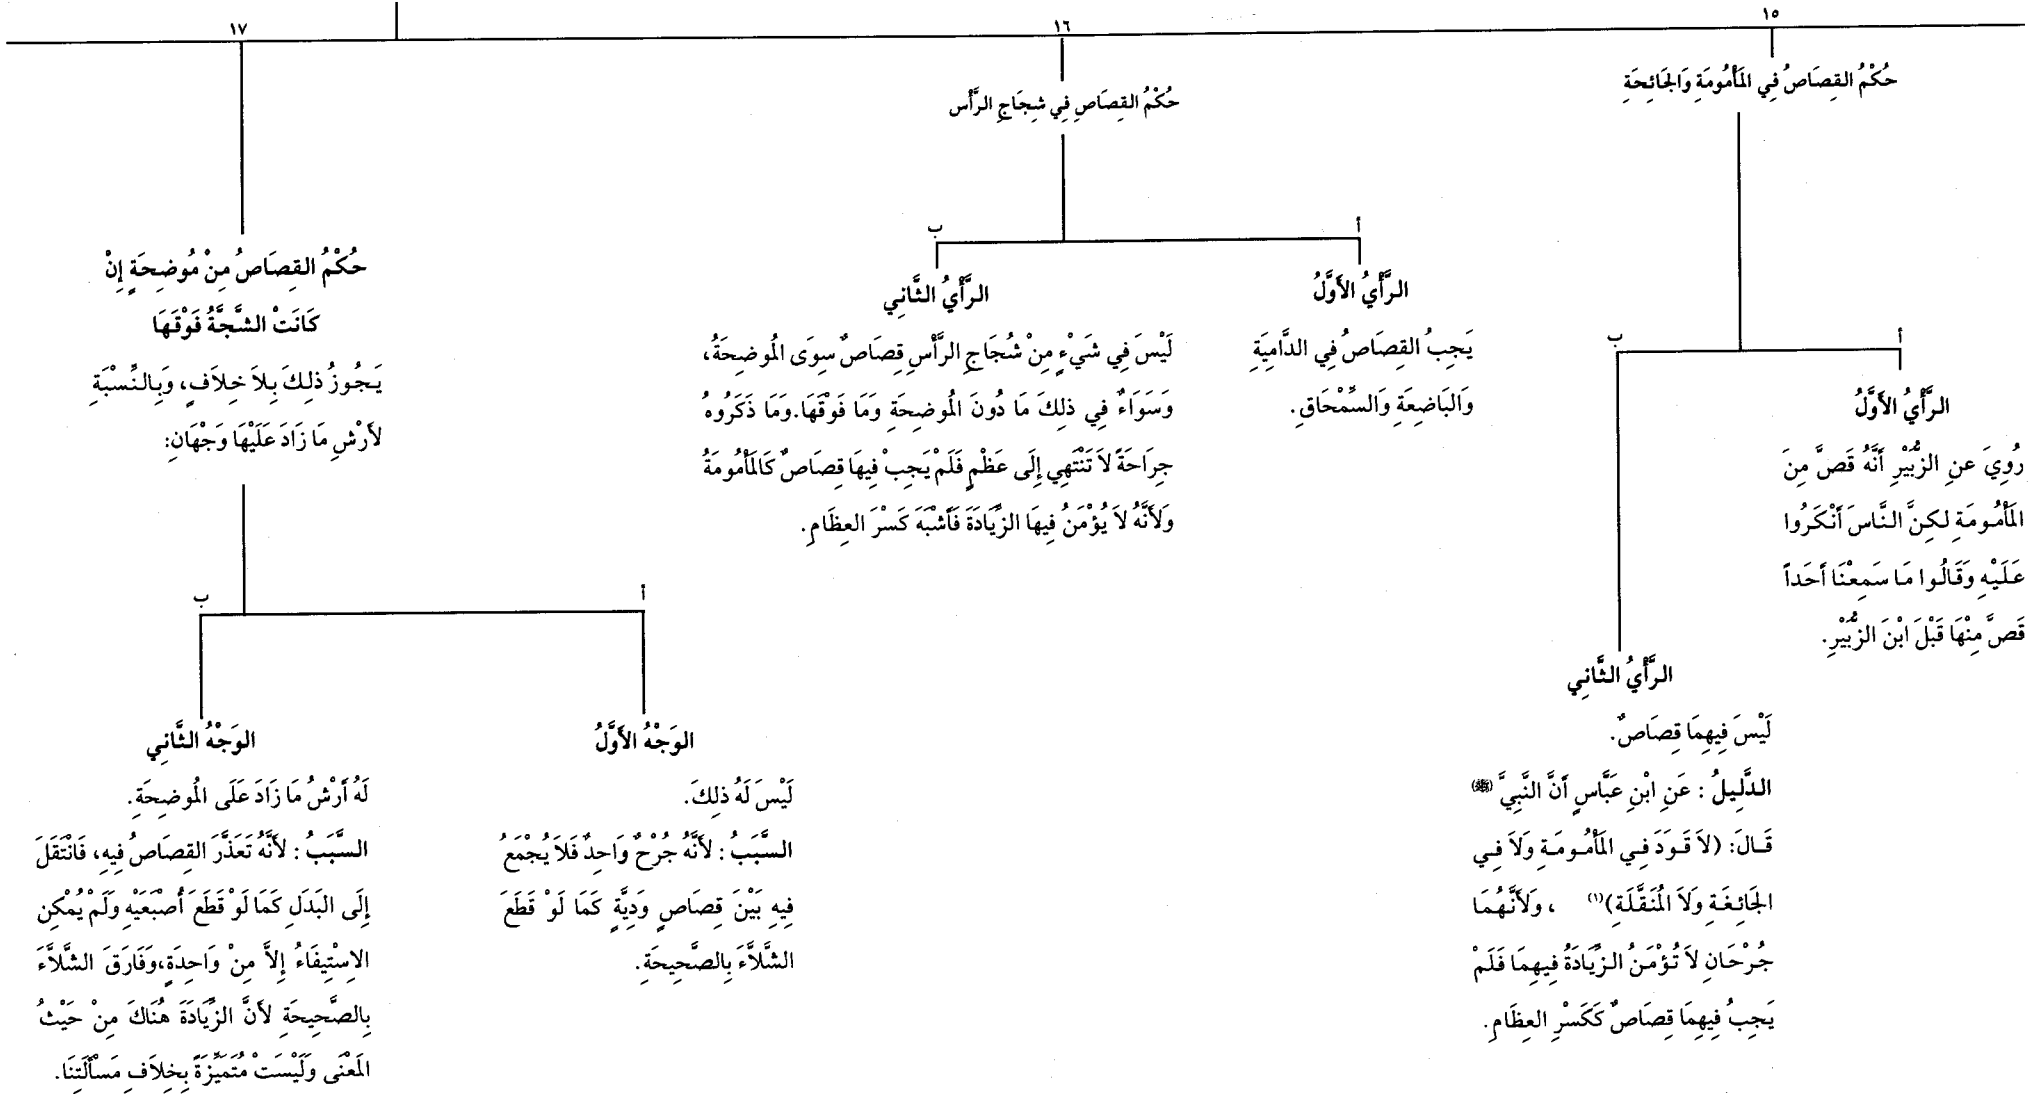 ١٥
حُكْمُ القِصَاصُ فِي المَأْمُومَةِ وَالجَائِحَةِ
أ
الرَّأْيُ الأَوَّلُ
رُوِيَ عنِ الزُّبَيْرِ أَنَّهُ قَصَّ مِنَ
المَأْمُومَةِ لكِنَّ النَّاسَ أَنْكَرُوا
عَلَيْهِ وَقَالُوا مَا سَمِعْنَا أَحَداً
قَصَّ مِنْهَا قَبْلَ ابْنَ الزُّبَيْرِ.
ب
الرَّأْيُ الثَّانِي
لَيْسَ فِيهِمَا قِصَاصٌ.
الدَّلِيلُ : عَنِ ابْنِ عَبَّاسٍ أَنَّ النَّبِيَّ (ﷺ)
قَالَ: (لاَ قَوَدَ فِي المَأْمُومَةِ وَلاَ فِي
الجَائِغَةِ وَلاَ المُنَقَّلَةِ)(١) ، وَلأَنَّهُمَا
جُرْحَانِ لاَ تُؤْمَنُ الزِّيَادَةُ فِيهِمَا فَلَمْ
يَجِبُ فِيهِمَا قِصَاصٌ كَكَسْرِ العِظَامِ.
١٦
حُكْمُ القِصَاصِ فِي شِجَاجِ الرَّأْس
أ
الرَّأْيُ الأَوَّلُ
يَجِبُ القِصَاصُ فِي الدَّامِيَةِ
وَالبَاضِعَةِ وَالسِّمْحَاقِ.
ب
الرَّأْيُ الثَّانِي
لَيْسَ فِي شَيْءٍ مِنْ شُجَاجِ الرَّأْسِ قِصَاصٌ سِوَى المُوضِحَةُ،
وَسَوَاءٌ فِي ذلِكَ مَا دُونَ المُوضِحَةِ وَمَا فَوْقَهَا.وَمَا ذَكَرُوهُ
جِرَاحَةً لاَ تَنْتَهِي إِلَى عَظْمٍ فَلَمْ يَجِبْ فِيهَا قِصَاصٌ كَالمَأْمُومَةُ
وَلأَنَّهُ لاَ يُؤْمَنُ فِيهَا الزِّيَادَةَ فَأَشْبَهَ كَسْرَ العِظَامِ.
١٧
حُكْمُ القِصَاصُ مِنْ مُوضِحَةٍ إِنْ
كَانَتْ الشَّجَّةُ فَوْقَهَا
يَجُوزُ ذلِكَ بِلاَ خِلاَفٍ، وَبِالنِّسْبَةِ
لأَرْشِ مَا زَادَ عَلَيْهَا وَجْهَانِ:
أ
الوَجْهُ الأَوَّلُ
لَيْسَ لَهُ ذلِكَ.
السَّبَبُ : لأَنَّهُ جُرْحٌ وَاحِدٌ فَلاَ يُجْمَعُ
فِيهِ بَيْنَ قِصَاصٍ وَدِيَّةٍ كَمَا لَوْ قَطَعَ
الشَّلاَّءَ بِالصَّحِيحَةِ.
ب
الوَجْهُ الثَّانِي
لَهُ أَرْشُ مَا زَادَ عَلَى المُوضِحَةِ.
السَّبَبُ : لأَنَّهُ تَعَذَّرَ القِصَاصُ فِيهِ، فَانْتَقَلَ
إِلَى البَدَلِ كَمَا لَوْ قَطَعَ أُصْبَعَيْهِ وَلَمْ يُمْكِنِ
الاِسْتِيفَاءُ إِلاَّ مِنْ وَاحِدَةٍ،وَفَارَقَ الشَّلاَّءَ
بِالصَّحِيحَةِ لأَنَّ الزِّيَادَةَ هُنَاكَ مِنْ حَيْثُ
المَعْنَى وَلَيْسَتْ مُتَمَيِّزَةً بِخِلاَفِ مَسْأَلَتِنَا.